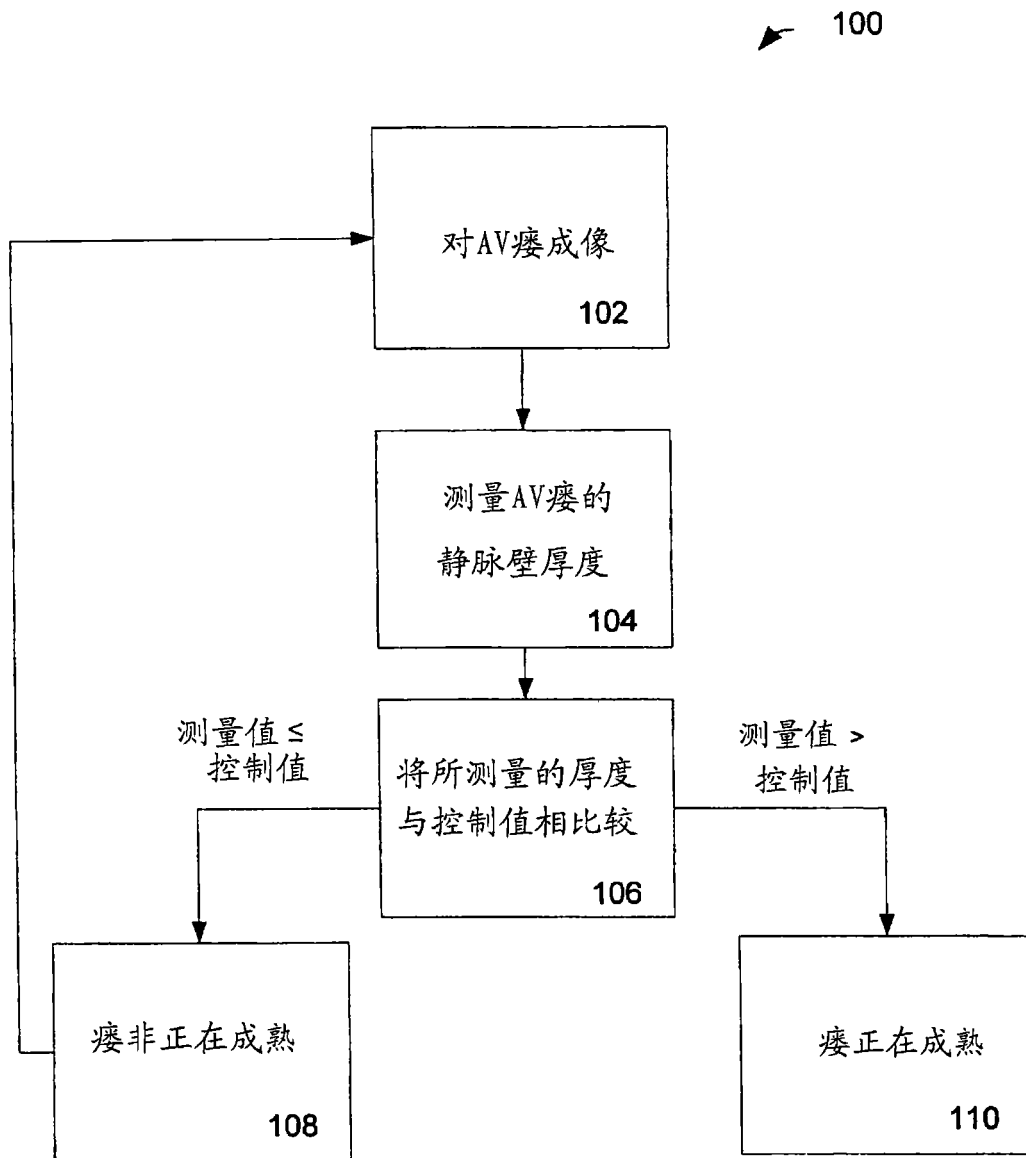 100
对AV瘘成像
102
测量AV瘘的
静脉壁厚度
104
测量值 ≤
控制值
将所测量的厚度
与控制值相比较
106
测量值 >
控制值
瘘非正在成熟
108
瘘正在成熟
110